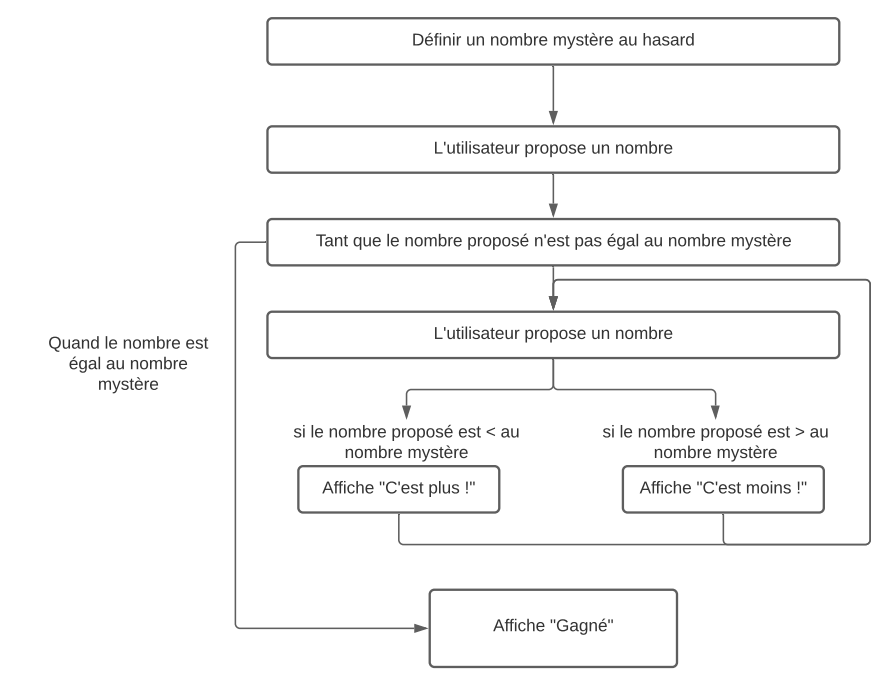 Définir un nombre mystère au hasard
L'utilisateur propose un nombre
Tant que le nombre proposé n'est pas égal au nombre mystère
L'utilisateur propose un nombre
Quand le nombre est
égal au nombre
mystère
si le nombre proposé est < au
nombre mystère
Affiche "C'est plus !"
si le nombre proposé est > au
nombre mystère
Affiche "C'est moins !"
Affiche "Gagné"